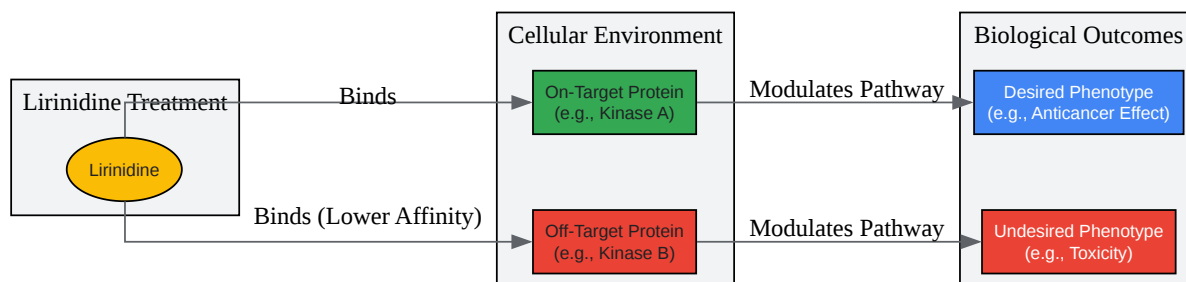 Lirinidine Treatment
Lirinidine
Binds
Binds (Lower Affinity)
Cellular Environment
On-Target Protein
(e.g., Kinase A)
Off-Target Protein
(e.g., Kinase B)
Modulates Pathway
Modulates Pathway
Biological Outcomes
Desired Phenotype
(e.g., Anticancer Effect)
Undesired Phenotype
(e.g., Toxicity)